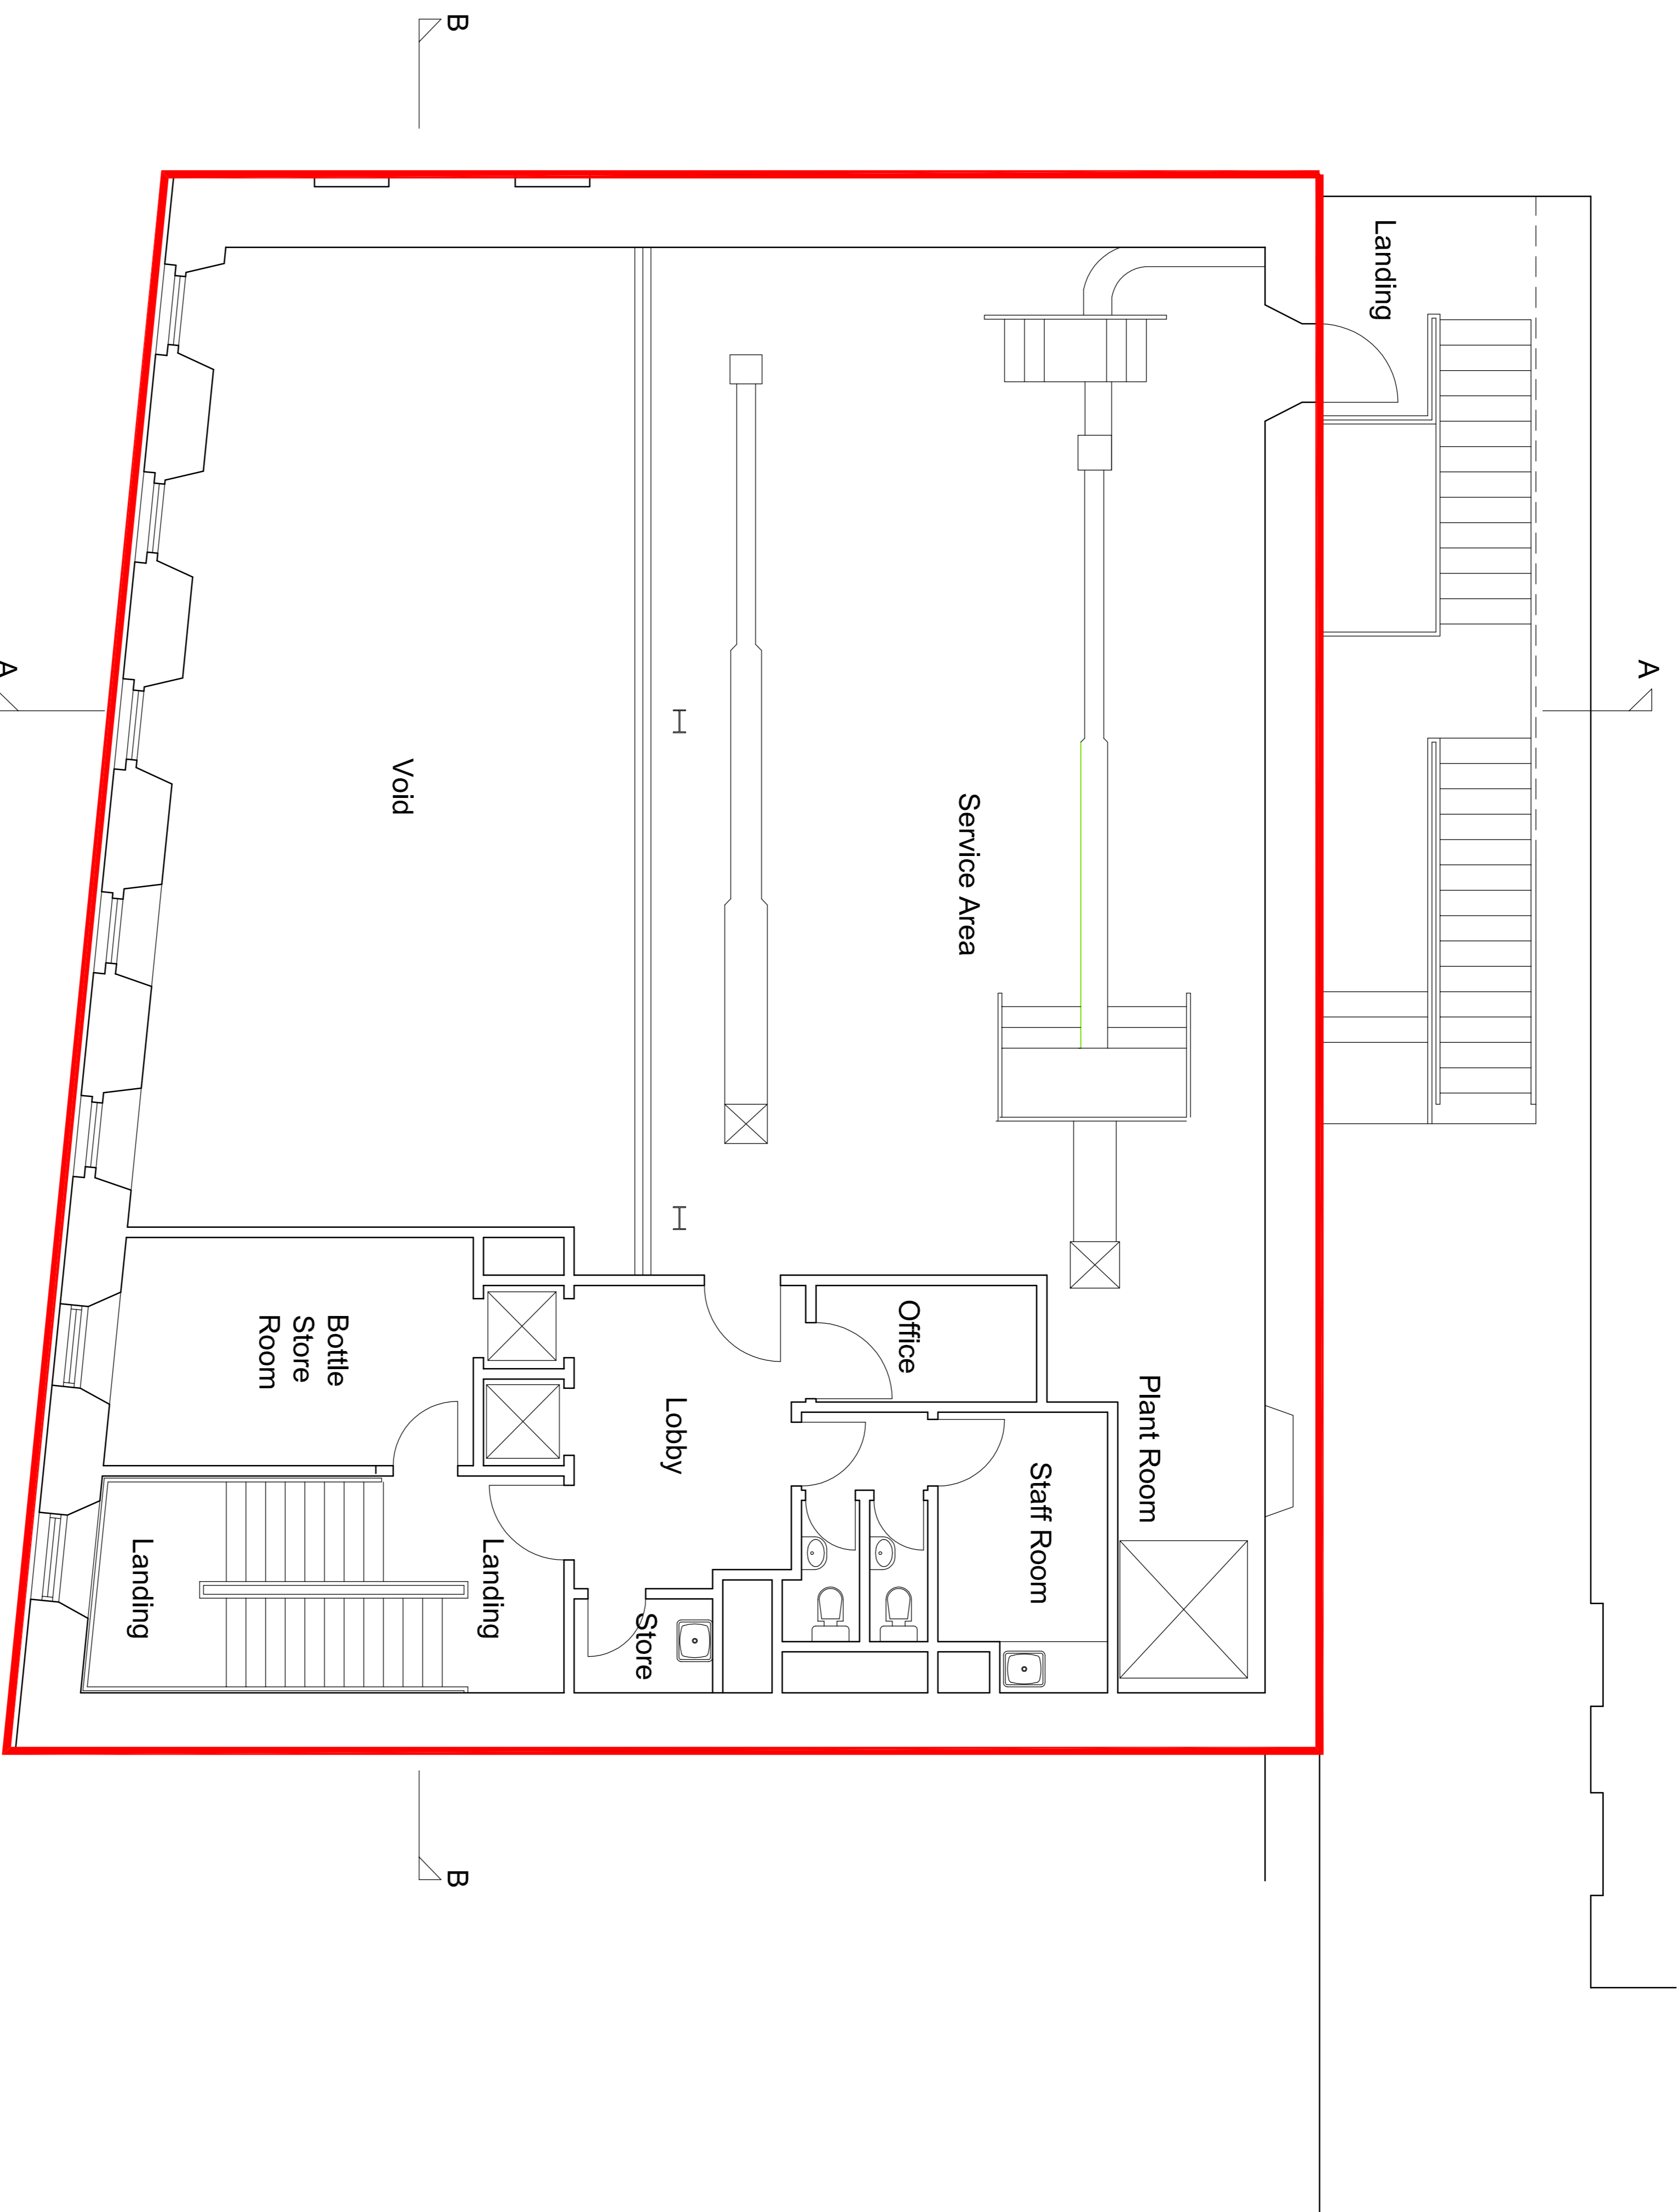 B
A
Landing
Service Area
Void
Office
Plant Room
Bottle
Store
Room
Lobby
Staff Room
Landing
Landing
Store
A
B